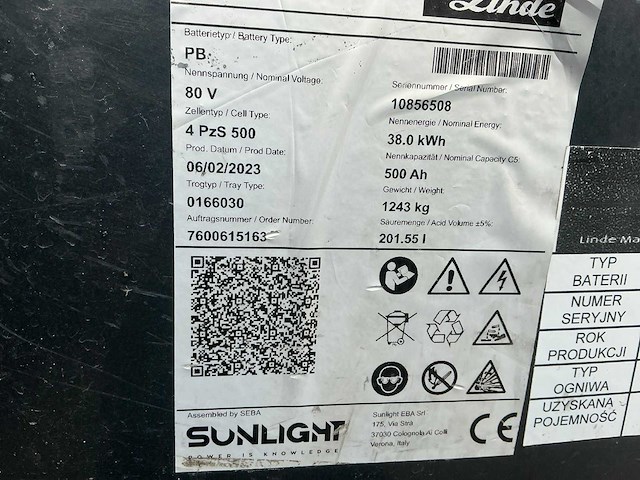 Linde
Batterietyp / Battery Type:
PB
Nennspannung / Nominal Voltage:
80 V
Zellentyp / Cell Type:
4 PzS 500
Prod. Datum / Prod Date:
06/02/2023
Trogtyp / Tray Type:
0166030
Auftragsnummer / Order Number:
7600615163
Seriennummer / Serial Number:
10856508
Nennenergie / Nominal Energy:
38.0 kWh
Nennkapazität / Nominal Capacity C5:
500 Ah
Gewicht / Weight:
1243 kg
Säuremenge / Acid Volume ±5%:
201.55 l
Assembled by SEBA
SUNLIGHT
POWER IS KNOWLEDGE
Sunlight EBA Srl
175, Via Strà
37030 Colognola Ai Colli
Verona, Italy
CE
Linde Ma
TYP
BATERII
NUMER
SERYJNY
ROK
PRODUKCJI
TYP
OGNIWA
UZYSKANA
POJEMNOŚĆ